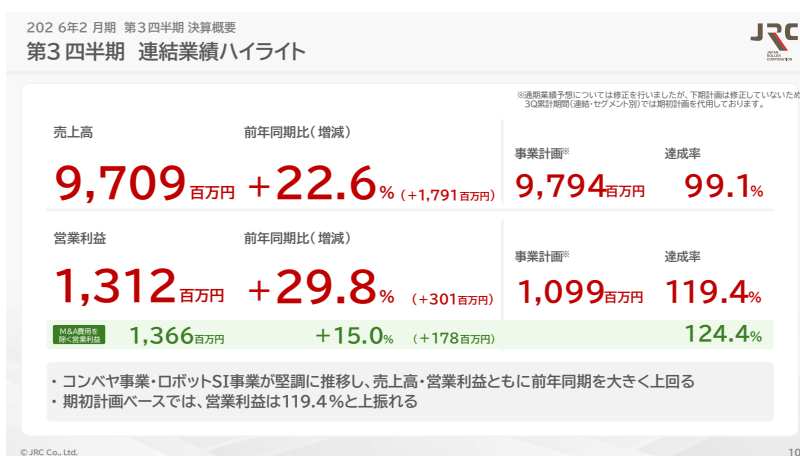 2026年2月期 第3四半期 決算概要
第3四半期 連結業績ハイライト
JRC
JAPAN
ROLLER
CORPORATION
※通期業績予想については修正を行いましたが、下期計画は修正していないため
3Q累計期間(連結・セグメント別)では期初計画を代用しております。
売上高 前年同期比(増減)
事業計画※ 達成率
9,709百万円 +22.6% (+1,791百万円) 9,794百万円 99.1%
営業利益 前年同期比(増減)
事業計画※ 達成率
1,312百万円 +29.8% (+301百万円) 1,099百万円 119.4%
M&A費用を
除く営業利益 1,366百万円 +15.0% (+178百万円) 124.4%
・コンベヤ事業・ロボットSI事業が堅調に推移し、売上高・営業利益ともに前年同期を大きく上回る
・期初計画ベースでは、営業利益は119.4%と上振れる
© JRC Co., Ltd. 10